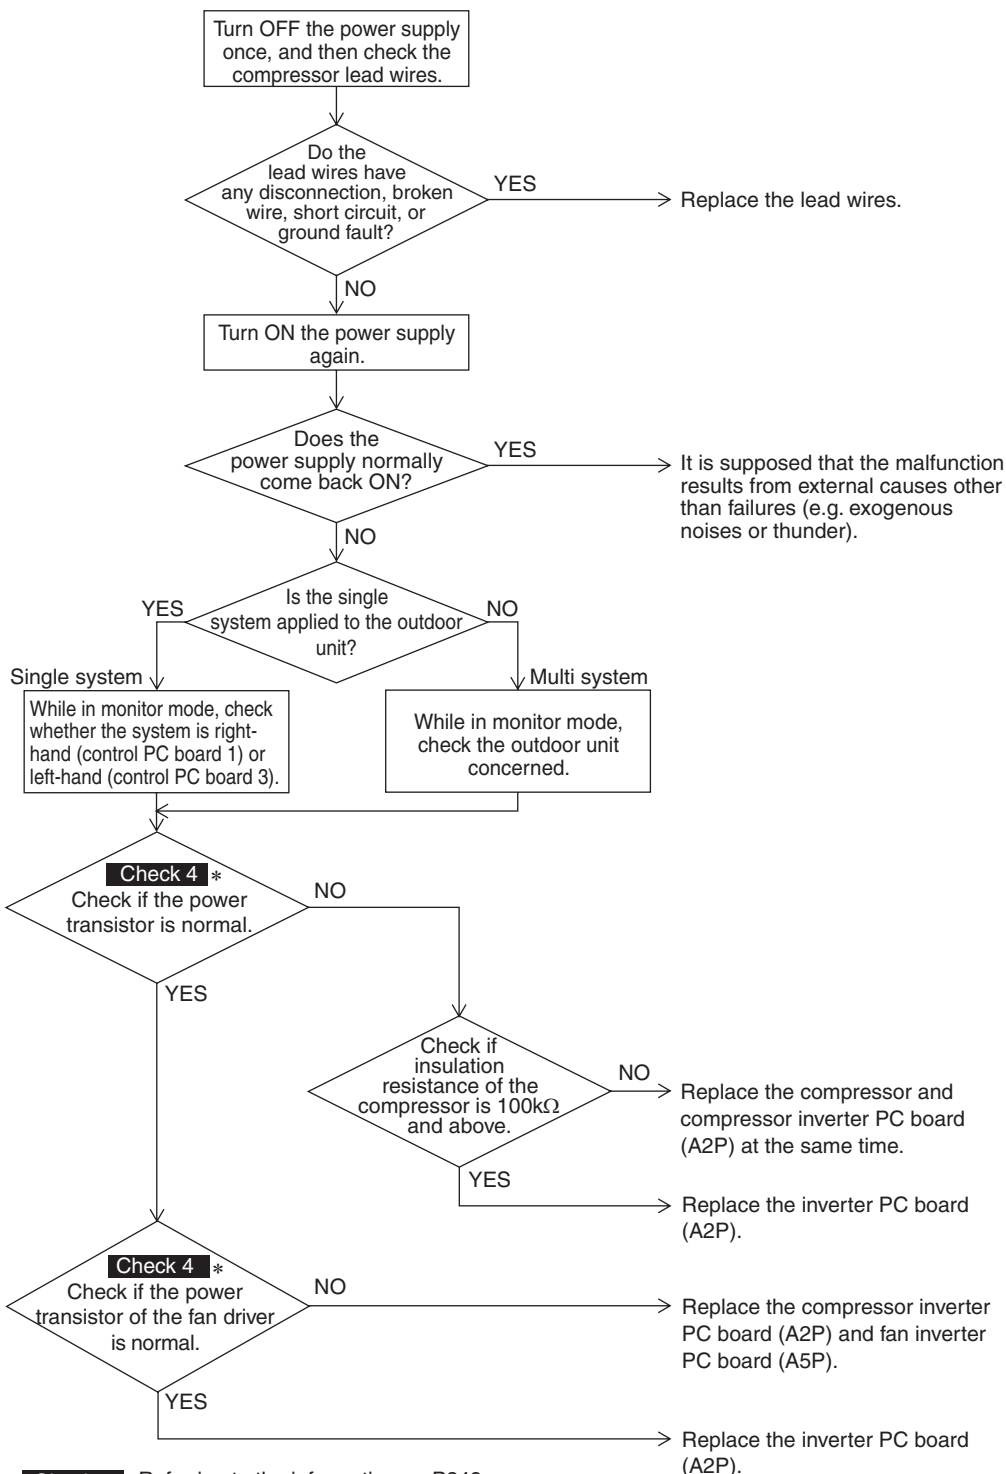 Turn OFF the power supply
once, and then check the
compressor lead wires.
Do the
lead wires have
any disconnection, broken
wire, short circuit, or
ground fault?
YES
Replace the lead wires.
NO
Turn ON the power supply
again.
Does the
power supply normally
come back ON?
YES
It is supposed that the malfunction
results from external causes other
than failures (e.g. exogenous
noises or thunder).
NO
Is the single
system applied to the outdoor
unit?
YES
NO
Single system
Multi system
While in monitor mode, check
whether the system is right-
hand (control PC board 1) or
left-hand (control PC board 3).
While in monitor mode,
check the outdoor unit
concerned.
Check 4 *
Check if the power
transistor is normal.
NO
YES
Check if
insulation
resistance of the
compressor is 100kΩ
and above.
NO
Replace the compressor and
compressor inverter PC board
(A2P) at the same time.
YES
Replace the inverter PC board
(A2P).
Check 4 *
Check if the power
transistor of the fan driver
is normal.
NO
Replace the compressor inverter
PC board (A2P) and fan inverter
PC board (A5P).
YES
Replace the inverter PC board
(A2P).